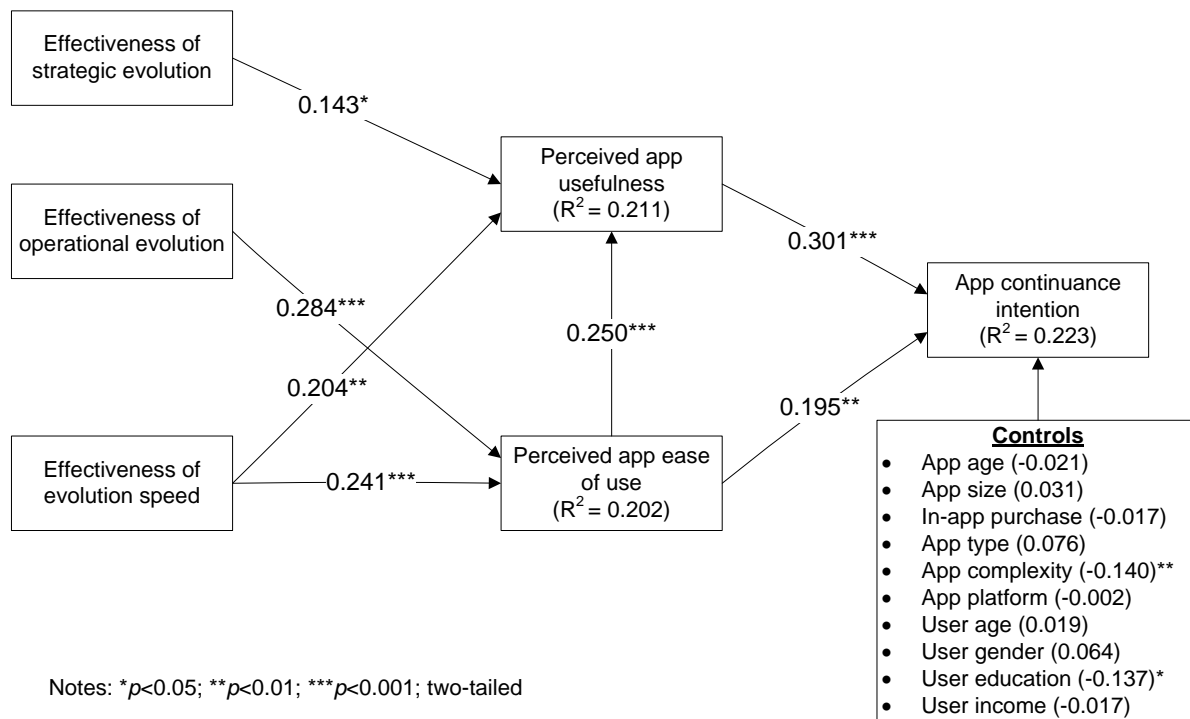 Effectiveness of
strategic evolution
0.143*
Perceived app
usefulness
(R² = 0.211)
Effectiveness of
operational evolution
0.301***
App continuance
intention
(R² = 0.223)
0.284***
0.250***
0.204**
0.195**
Effectiveness of
evolution speed
0.241***
Perceived app ease
of use
(R² = 0.202)
Controls
• App age (-0.021)
• App size (0.031)
• In-app purchase (-0.017)
• App type (0.076)
• App complexity (-0.140)**
• App platform (-0.002)
• User age (0.019)
• User gender (0.064)
• User education (-0.137)*
• User income (-0.017)
Notes: *p<0.05; **p<0.01; ***p<0.001; two-tailed